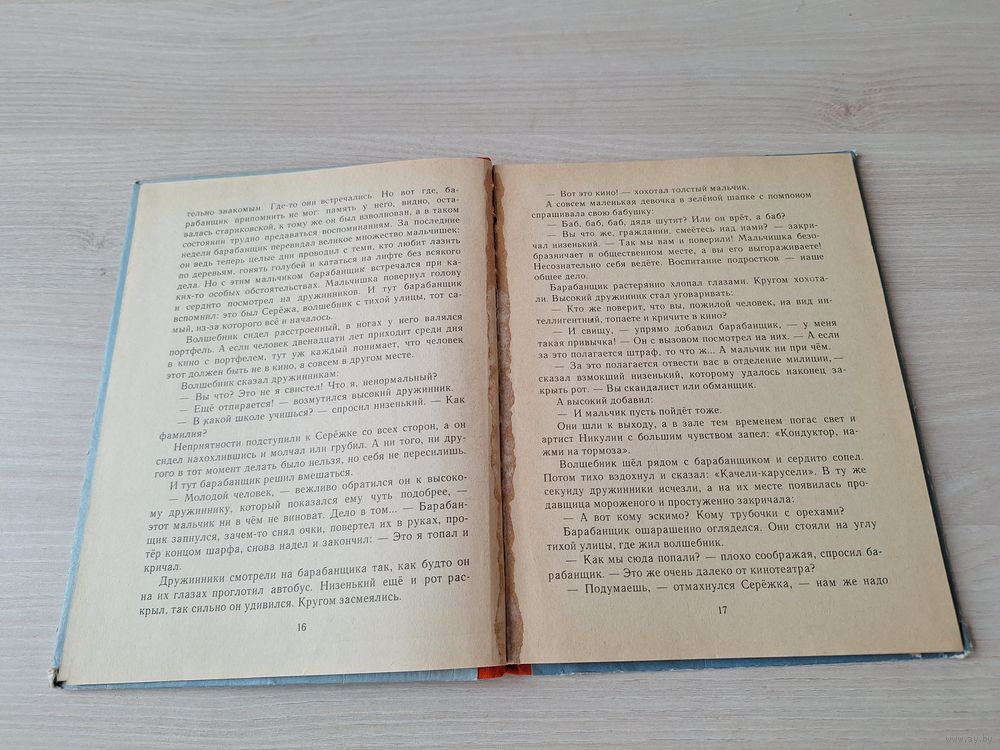 тельно знакомым. Где-то они встречались. Но вот где, ба-
рабанщик припомнить не мог: память у него, видно, оста-
валась стариковской, к тому же он был взволнован, а в таком
состоянии трудно предаваться воспоминаниям. За последние
недели барабанщик перевидал великое множество мальчишек:
он ведь теперь целые дни проводил с теми, кто любит лазить
по деревьям, гонять голубей и кататься на лифте без всякого
дела. Но с этим мальчиком барабанщик встречался при ка-
ких-то особых обстоятельствах. Мальчишка повернул голову
и сердито посмотрел на дружинников. И тут барабанщик
вспомнил: это был Серёжа, волшебник с тихой улицы, тот са-
мый, из-за которого всё и началось.
Волшебник сидел расстроенный, в ногах у него валялся
портфель. А если человек двенадцати лет приходит среди дня
в кино с портфелем, тут уж каждый понимает, что человек
этот должен быть не в кино, а совсем в другом месте.
Волшебник сказал дружинникам:
— Вы что? Это не я свистел! Что я, ненормальный?
— Ещё отпирается! — возмутился высокий дружинник.
— В какой школе учишься? — спросил низенький. — Как
фамилия?
Неприятности подступили к Серёжке со всех сторон, а он
сидел нахохлившись и молчал или грубил. А ни того, ни дру-
гого в тот момент делать было нельзя, но себя не пересилишь.
И тут барабанщик решил вмешаться.
— Молодой человек, — вежливо обратился он к высоко-
му дружиннику, который показался ему чуть подобрее, —
этот мальчик ни в чём не виноват. Дело в том... — Барабан-
щик запнулся, зачем-то снял очки, повертел их в руках, про-
тёр концом шарфа, снова надел и закончил: — Это я топал и
кричал.
Дружинники смотрели на барабанщика так, как будто он
на их глазах проглотил автобус. Низенький ещё и рот рас-
крыл, так сильно он удивился. Кругом засмеялись.
16
— Вот это кино! — хохотал толстый мальчик.
А совсем маленькая девочка в зелёной шапке с помпоном
спрашивала свою бабушку:
— Баб, баб, баб, дядя шутит? Или он врёт, а баб?
— Вы что же, гражданин, смеётесь над нами? — закри-
чал низенький. — Так мы вам и поверили! Мальчишка безо-
бразничает в общественном месте, а вы его выгораживаете!
Несознательно себя ведёте. Воспитание подростков — наше
общее дело.
Барабанщик растерянно хлопал глазами. Кругом хохота-
ли. Высокий дружинник стал уговаривать:
— Кто же поверит, что вы, пожилой человек, на вид ин-
теллигентный, топаете и кричите в кино?
— И свищу, — упрямо добавил барабанщик, — у меня
такая привычка! — Он с вызовом посмотрел на них. — А если
за это полагается штраф, то что ж... А мальчик ни при чём.
— За это полагается отвести вас в отделение милиции, —
сказал взмокший низенький, которому удалось наконец за-
крыть рот. — Вы скандалист или обманщик.
А высокий добавил:
— И мальчик пусть пойдёт тоже.
Они шли к выходу, а в зале тем временем погас свет и
артист Никулин с большим чувством запел: «Кондуктор, на-
жми на тормоза».
Волшебник шёл рядом с барабанщиком и сердито сопел.
Потом тихо вздохнул и сказал: «Качели-карусели». В ту же
секунду дружинники исчезли, а на их месте появилась про-
давщица мороженого и простуженно закричала:
— А вот кому эскимо? Кому трубочки с орехами?
Барабанщик ошарашенно огляделся. Они стояли на углу
тихой улицы, где жил волшебник.
— Как мы сюда попали? — плохо соображая, спросил ба-
рабанщик. — Это же очень далеко от кинотеатра?
— Подумаешь, — отмахнулся Серёжка, — нам же надо
17
www.ay.by